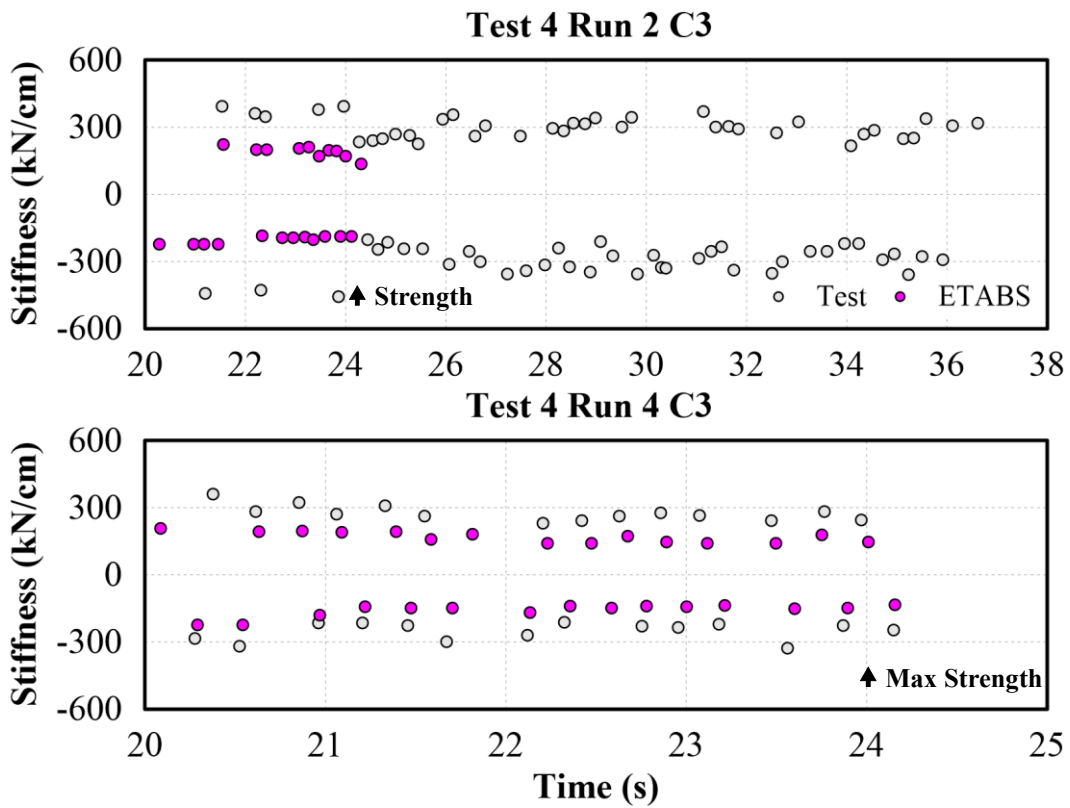 Test 4 Run 2 C3
Stiffness (kN/cm)
600
300
0
-300
-600
Strength
Test
ETABS
20 22 24 26 28 30 32 34 36 38
Test 4 Run 4 C3
Stiffness (kN/cm)
600
300
0
-300
-600
Max Strength
20 21 22 23 24 25
Time (s)